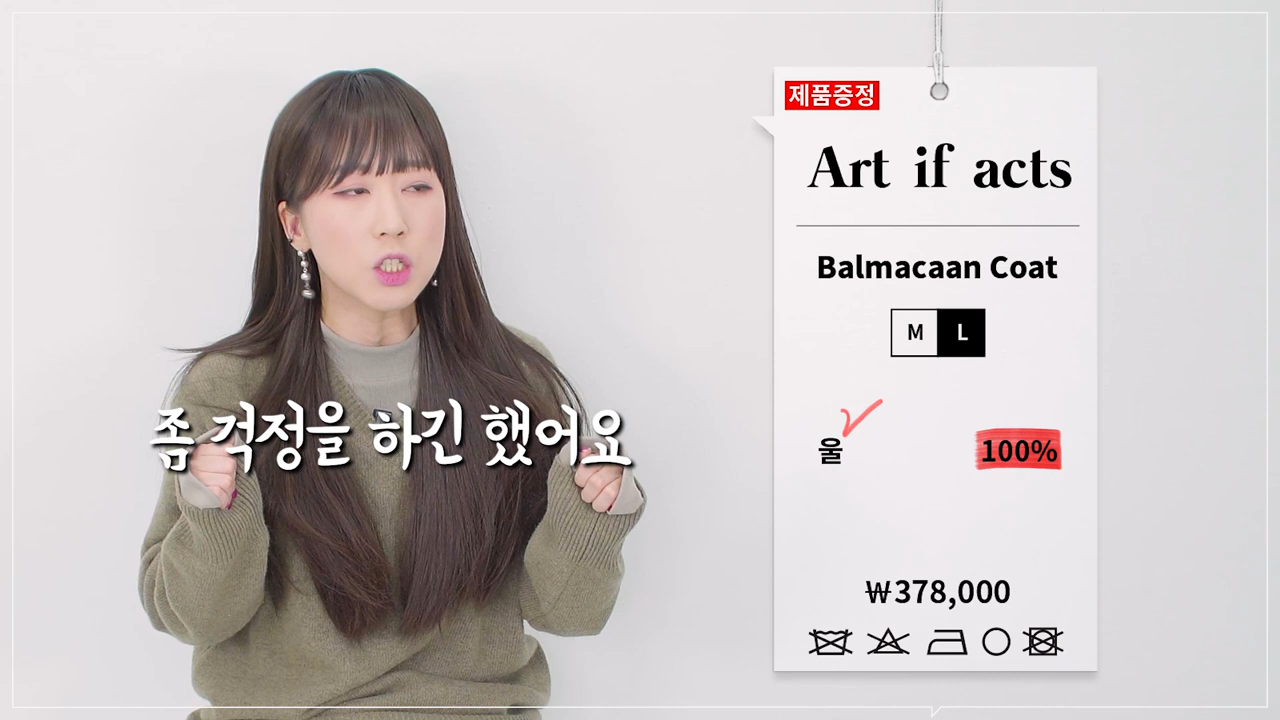 제품증정
Art if acts
Balmacaan Coat
M L
울 100%
₩378,000
좀 걱정을 하긴 했어요